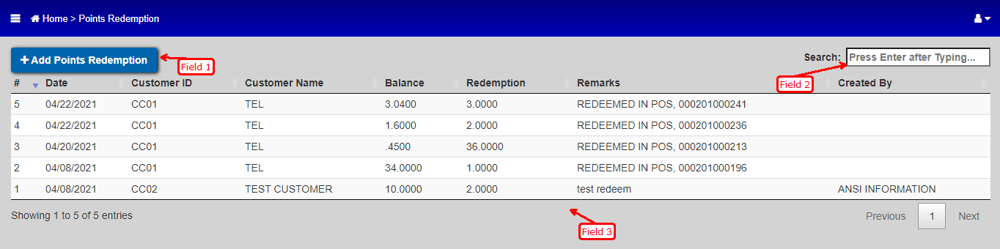 Home > Points Redemption
+ Add Points Redemption
Field 1
Search: Press Enter after Typing...
Field 2
# Date Customer ID Customer Name Balance Redemption Remarks Created By
5 04/22/2021 CC01 TEL 3.0400 3.0000 REDEEMED IN POS, 000201000241
4 04/22/2021 CC01 TEL 1.6000 2.0000 REDEEMED IN POS, 000201000236
3 04/20/2021 CC01 TEL .4500 36.0000 REDEEMED IN POS, 000201000213
2 04/08/2021 CC01 TEL 34.0000 1.0000 REDEEMED IN POS, 000201000196
1 04/08/2021 CC02 TEST CUSTOMER 10.0000 2.0000 test redeem ANSI INFORMATION
Showing 1 to 5 of 5 entries
Previous 1 Next
Field 3